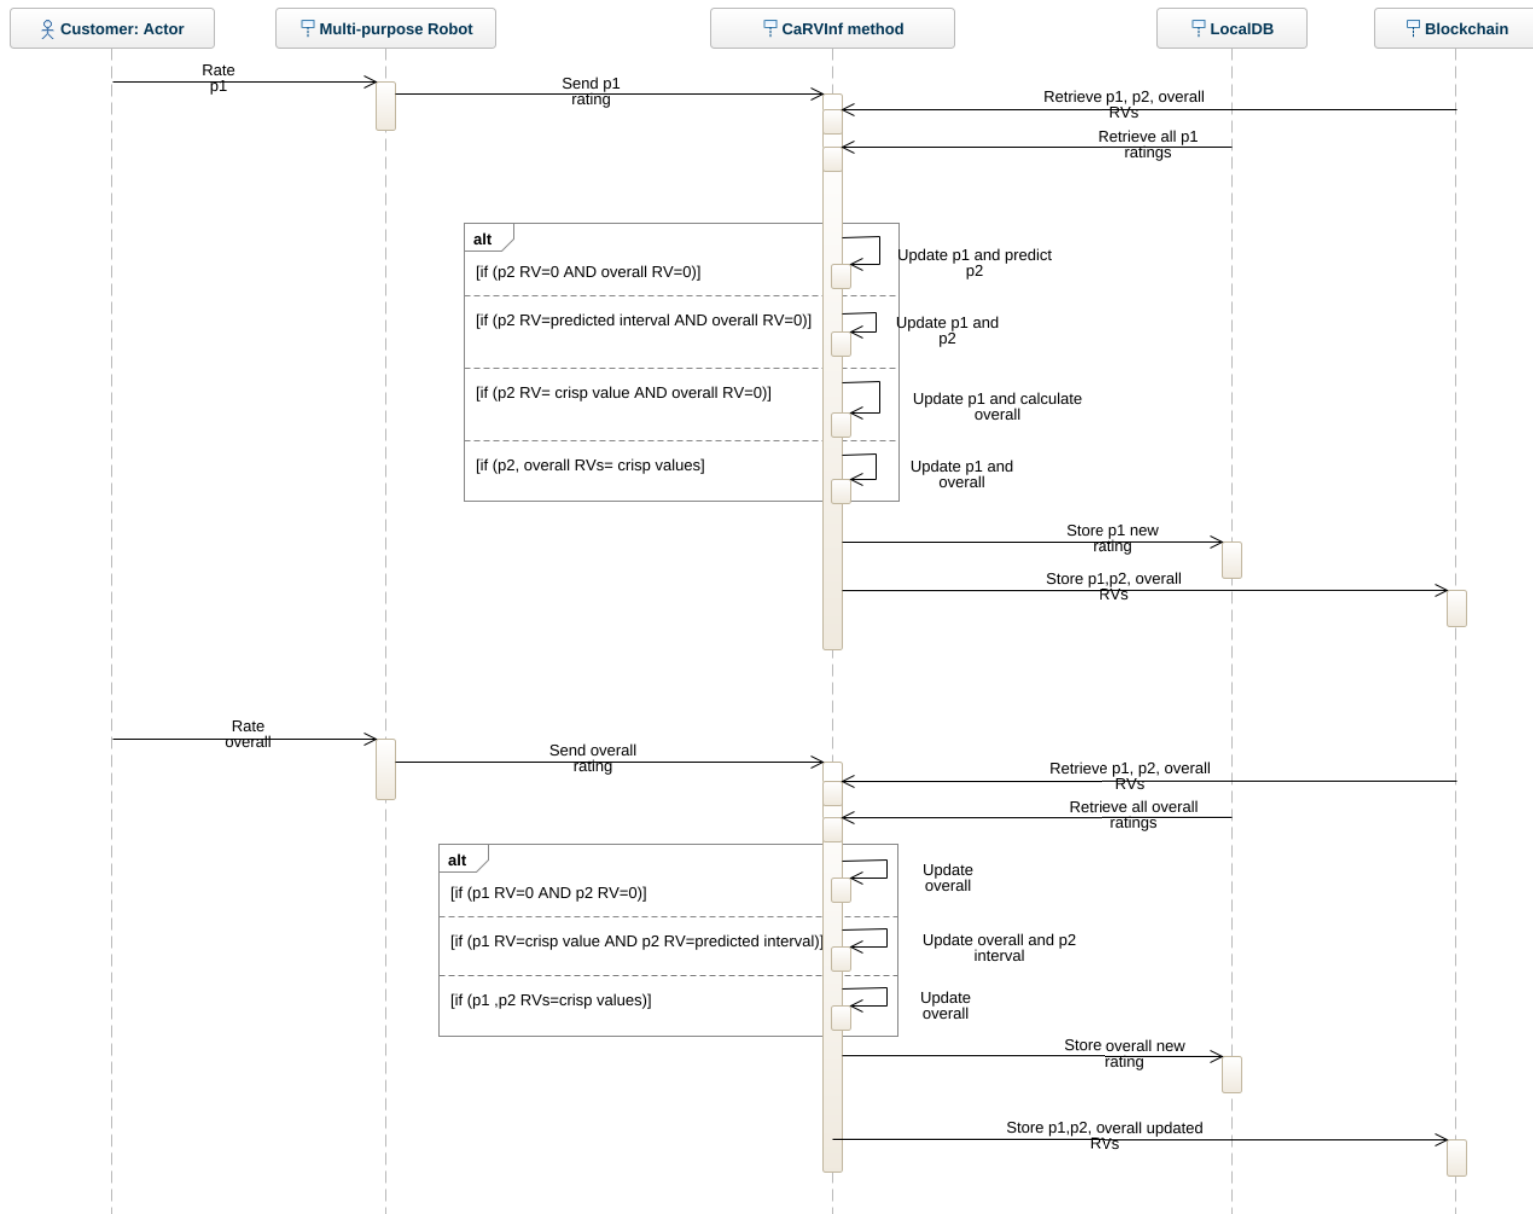 Customer: Actor
Multi-purpose Robot
CaRVInf method
LocalDB
Blockchain
Rate
p1
Send p1
rating
Retrieve p1, p2, overall
RVs
Retrieve all p1
ratings
alt
[if (p2 RV=0 AND overall RV=0)]
Update p1 and predict
p2
[if (p2 RV=predicted interval AND overall RV=0)]
Update p1 and
p2
[if (p2 RV= crisp value AND overall RV=0)]
Update p1 and calculate
overall
[if (p2, overall RVs= crisp values]
Update p1 and
overall
Store p1 new
rating
Store p1,p2, overall
RVs
Rate
overall
Send overall
rating
Retrieve p1, p2, overall
RVs
Retrieve all overall
ratings
alt
[if (p1 RV=0 AND p2 RV=0)]
Update
overall
[if (p1 RV=crisp value AND p2 RV=predicted interval)]
Update overall and p2
interval
[if (p1 ,p2 RVs=crisp values)]
Update
overall
Store overall new
rating
Store p1,p2, overall updated
RVs